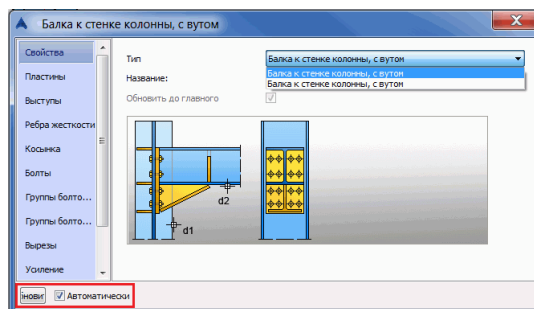 Балка к стенке колонны, с вутом
Свойства
Пластины
Выступы
Ребра жесткости
Косынка
Болты
Группы болто...
Группы болто...
Вырезы
Усиление
Тип
Балка к стенке колонны, с вутом
Балка к стенке колонны, с вутом
Балка к стенке колонны, с вутом
Название:
Обновить до главного
d2
d1
Автоматически